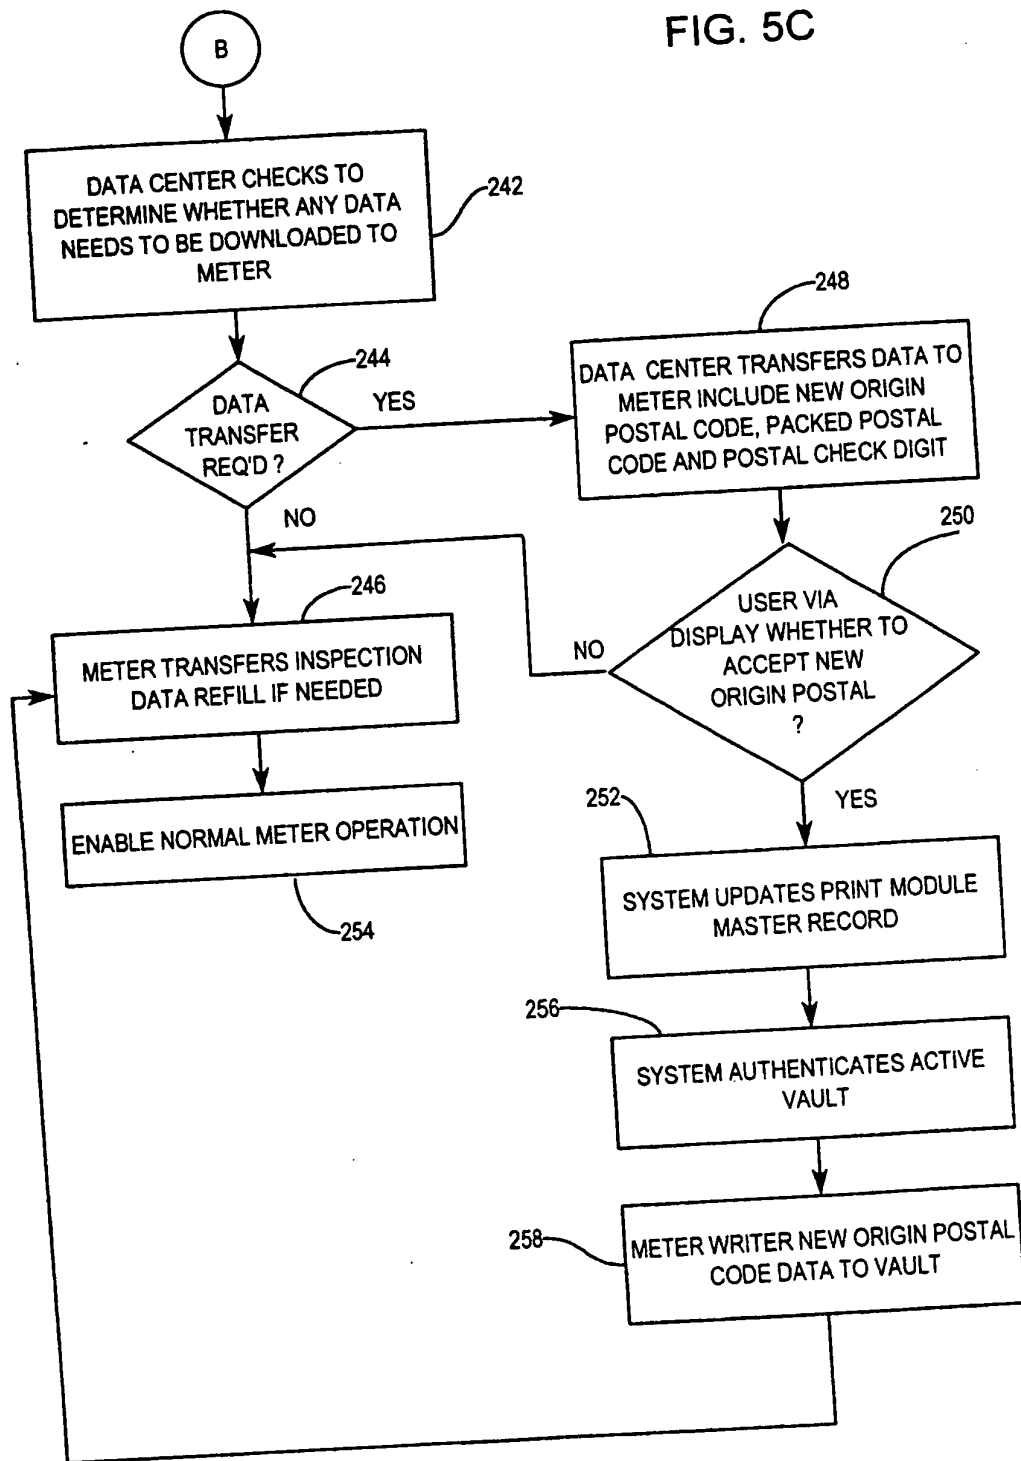 FIG. 5C
B
DATA CENTER CHECKS TO
DETERMINE WHETHER ANY DATA
NEEDS TO BE DOWNLOADED TO
METER
242
244
DATA
TRANSFER
REQ'D ?
YES
NO
248
DATA CENTER TRANSFERS DATA TO
METER INCLUDE NEW ORIGIN
POSTAL CODE, PACKED POSTAL
CODE AND POSTAL CHECK DIGIT
250
USER VIA
DISPLAY WHETHER TO
ACCEPT NEW
ORIGIN POSTAL
?
NO
YES
246
METER TRANSFERS INSPECTION
DATA REFILL IF NEEDED
ENABLE NORMAL METER OPERATION
254
252
SYSTEM UPDATES PRINT MODULE
MASTER RECORD
256
SYSTEM AUTHENTICATES ACTIVE
VAULT
258
METER WRITER NEW ORIGIN POSTAL
CODE DATA TO VAULT